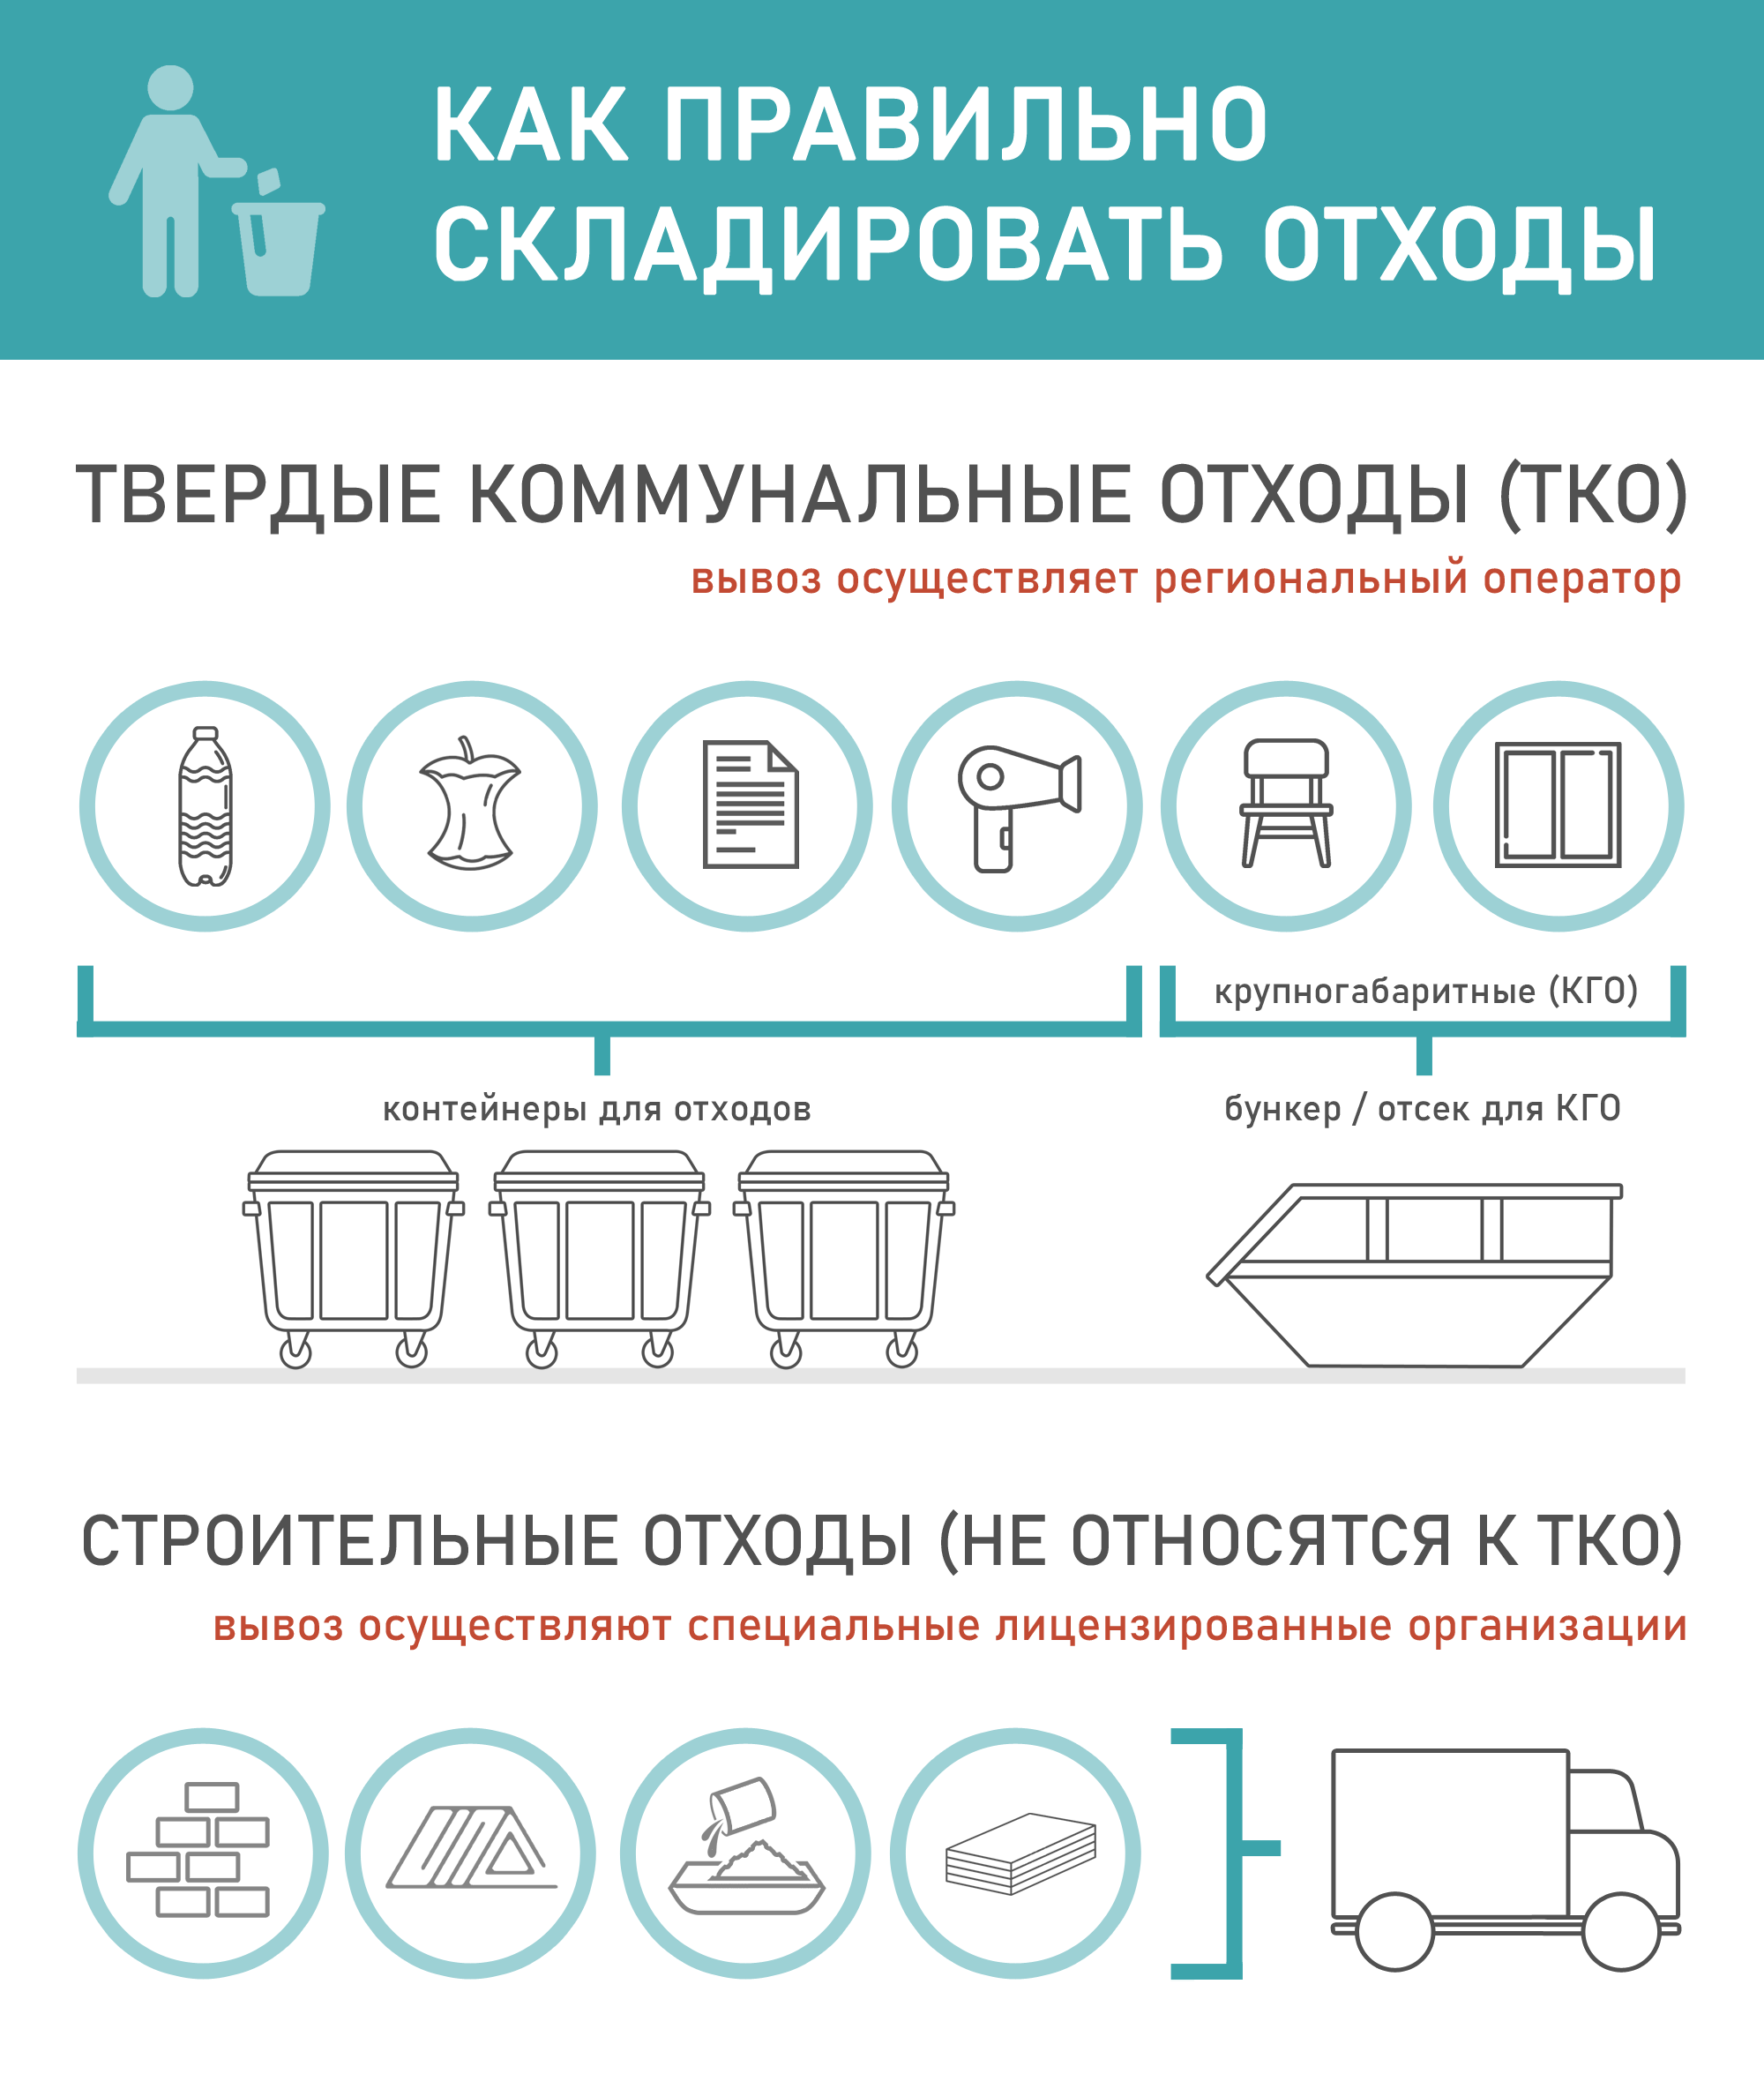 КАК ПРАВИЛЬНО
СКЛАДИРОВАТЬ ОТХОДЫ
ТВЕРДЫЕ КОММУНАЛЬНЫЕ ОТХОДЫ (ТКО)
вывоз осуществляет региональный оператор
крупногабаритные (КГО)
контейнеры для отходов
бункер / отсек для КГО
СТРОИТЕЛЬНЫЕ ОТХОДЫ (НЕ ОТНОСЯТСЯ К ТКО)
вывоз осуществляют специальные лицензированные организации